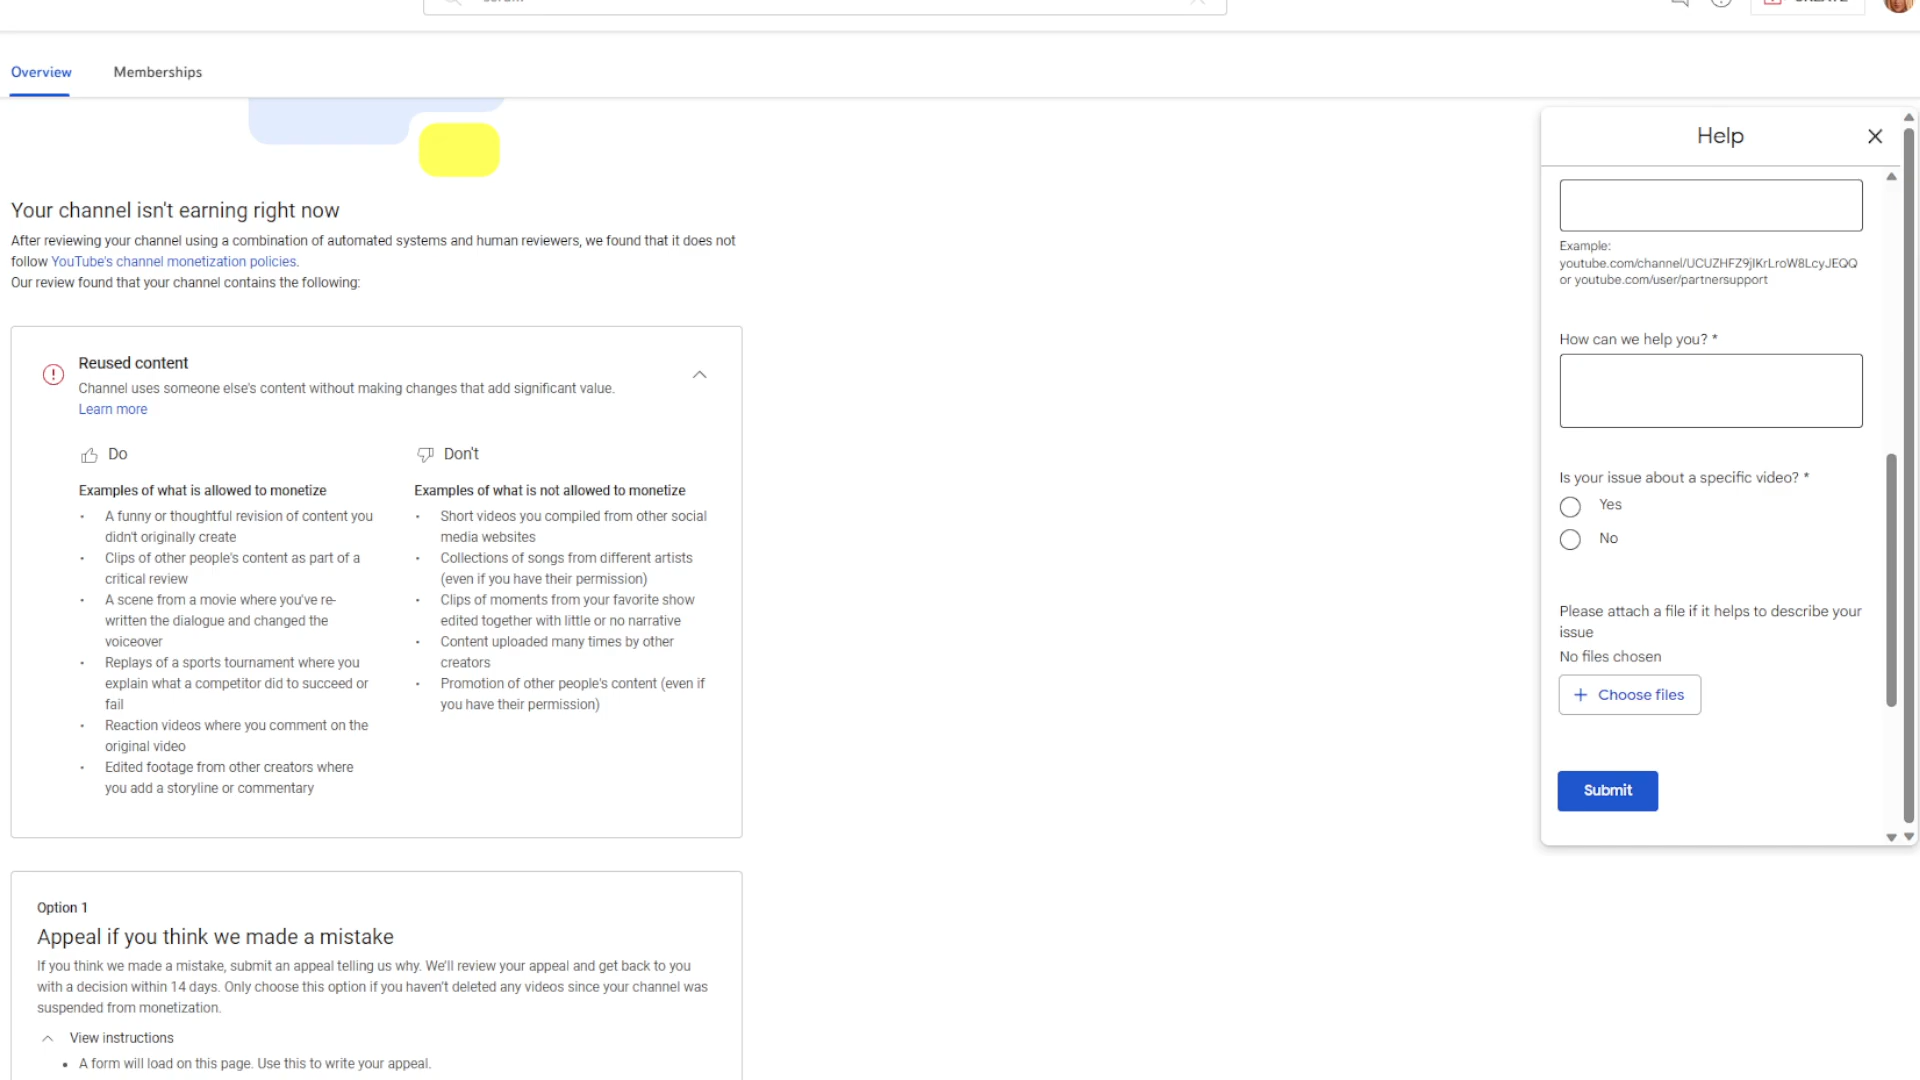 Overview
Memberships
Your channel isn't earning right now
After reviewing your channel using a combination of automated systems and human reviewers, we found that it does not
follow YouTube's channel monetization policies.
Our review found that your channel contains the following:
Reused content
Channel uses someone else's content without making changes that add significant value.
Learn more
Do
Examples of what is allowed to monetize
A funny or thoughtful revision of content you
didn't originally create
Clips of other people's content as part of a
critical review
A scene from a movie where you've re-
written the dialogue and changed the
voiceover
Replays of a sports tournament where you
explain what a competitor did to succeed or
fail
Reaction videos where you comment on the
original video
Edited footage from other creators where
you add a storyline or commentary
Don't
Examples of what is not allowed to monetize
Short videos you compiled from other social
media websites
Collections of songs from different artists
(even if you have their permission)
Clips of moments from your favorite show
edited together with little or no narrative
Content uploaded many times by other
creators
Promotion of other people's content (even if
you have their permission)
Option 1
Appeal if you think we made a mistake
If you think we made a mistake, submit an appeal telling us why. We'll review your appeal and get back to you
with a decision within 14 days. Only choose this option if you haven't deleted any videos since your channel was
suspended from monetization.
View instructions
A form will load on this page. Use this to write your appeal.
Help
Example:
youtube.com/channel/UCUZHFZ9jIKrLroW8LcyJEQQ
or youtube.com/user/partnersupport
How can we help you? *
Is your issue about a specific video? *
Yes
No
Please attach a file if it helps to describe your
issue
No files chosen
+ Choose files
Submit